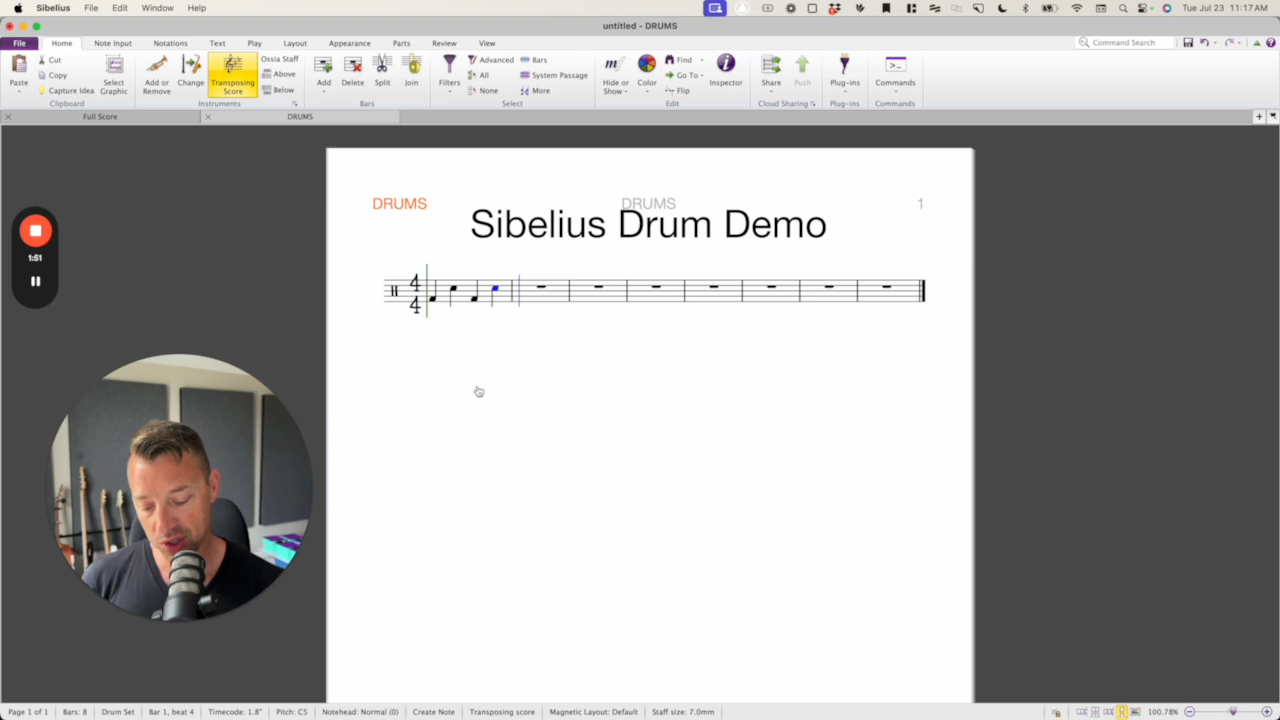 Sibelius File Edit Window Help Tue Jul 23 11:17 AM
untitled - DRUMS
File Home Note Input Notations Text Play Layout Appearance Parts Review View Command Search
Paste Cut Copy Capture Idea Select Graphic Clipboard
Add or Remove Change Transposing Score Ossia Staff Above Below Instruments
Add Delete Split Join Bars
Filters Advanced All None Bars System Passage More Select
Hide or Show Color Find Go To Flip Inspector Edit
Share Push Cloud Sharing
Plug-ins Plug-ins
Commands Commands
Full Score DRUMS
DRUMS DRUMS 1
Sibelius Drum Demo
4
4
1:51
Page 1 of 1 Bars: 8 Drum Set Bar 1, beat 4 Timecode: 1.8" Pitch: C5 Notehead: Normal (0) Create Note Transposing score Magnetic Layout: Default Staff size: 7.0mm 100.78%